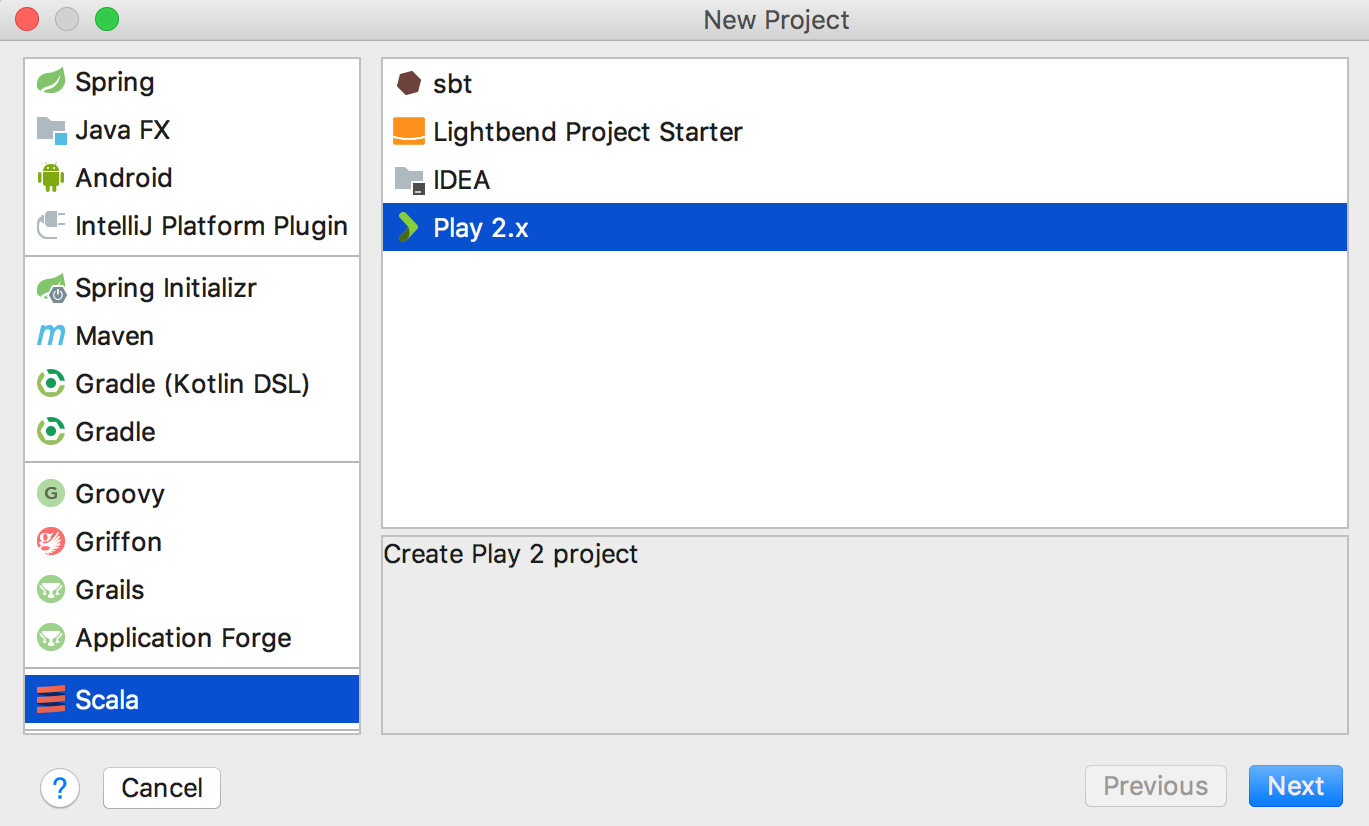 New Project
Spring
Java FX
Android
IntelliJ Platform Plugin
Spring Initializr
m Maven
Gradle (Kotlin DSL)
Gradle
G Groovy
g Griffon
Grails
Application Forge
Scala
sbt
Lightbend Project Starter
IDEA
Play 2.x
Create Play 2 project
? Cancel
Previous Next